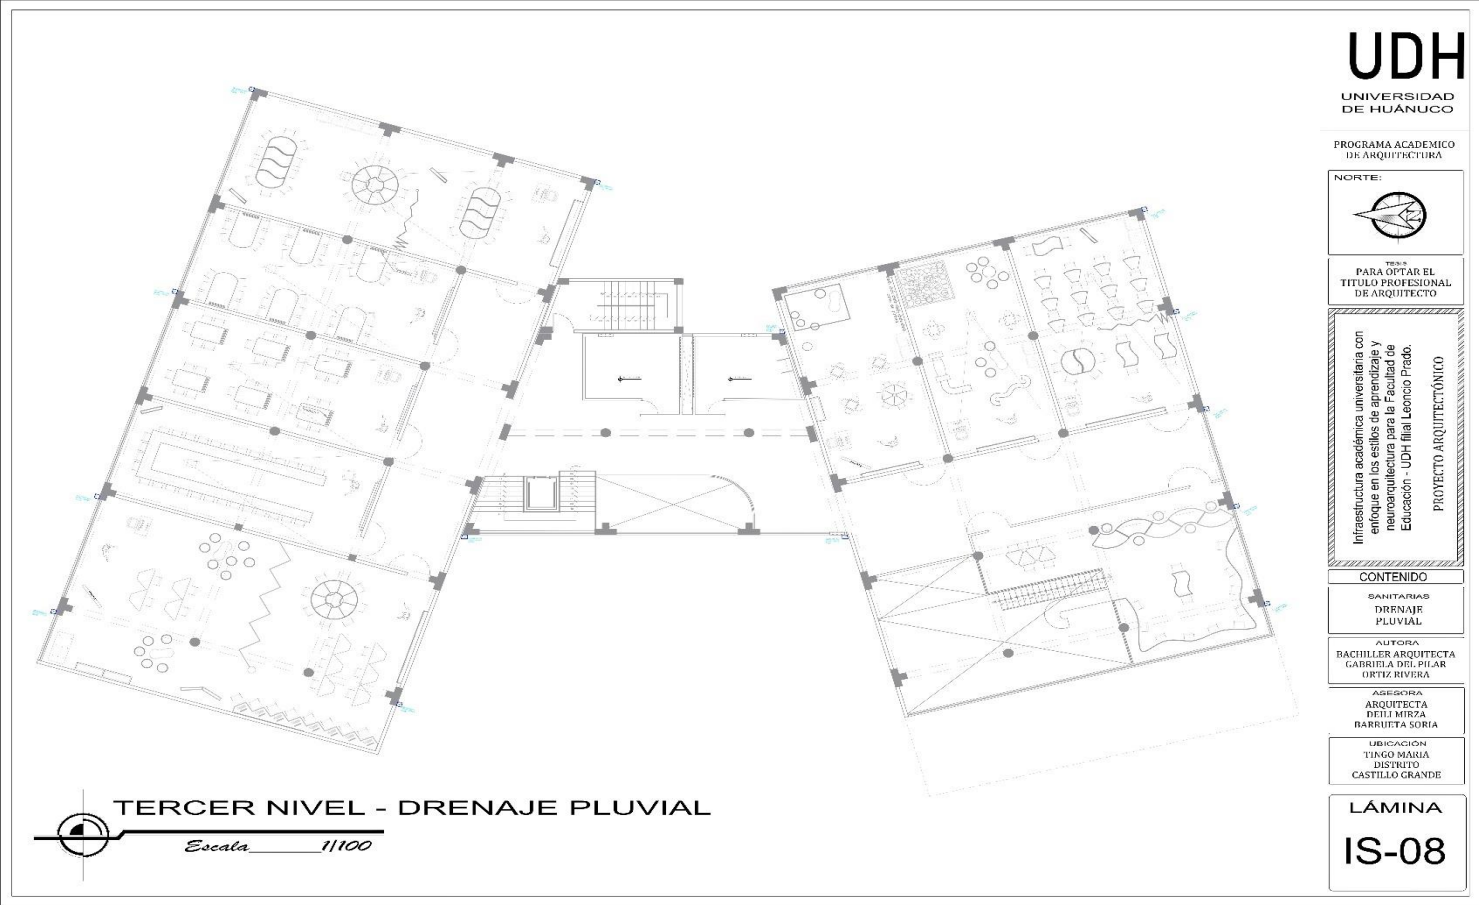 UDH
UNIVERSIDAD
DE HUÁNUCO
PROGRAMA ACADEMICO
DE ARQUITECTURA
NORTE:
TESIS
PARA OPTAR EL
TITULO PROFESIONAL
DE ARQUITECTO
Infraestructura académica universitaria con
enfoque en los estilos de aprendizaje y
neuroarquitectura para la Facultad de
Educación - UDH filial Leoncio Prado.
PROYECTO ARQUITECTÓNICO
CONTENIDO
SANITARIAS
DRENAJE
PLUVIAL
AUTORA
BACHILLER ARQUITECTA
GABRIELA DEL PILAR
ORTIZ RIVERA
ASESORA
ARQUITECTA
DEILI MIRZA
BARRUETA SORIA
UBICACIÓN
TINGO MARIA
DISTRITO
CASTILLO GRANDE
LÁMINA
IS-08
TERCER NIVEL - DRENAJE PLUVIAL
Escala________1/100